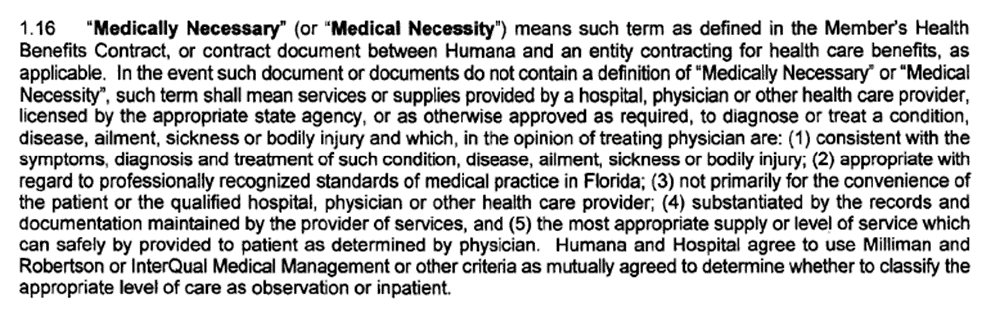 1.16 "Medically Necessary" (or "Medical Necessity") means such term as defined in the Member's Health
Benefits Contract, or contract document between Humana and an entity contracting for health care benefits, as
applicable. In the event such document or documents do not contain a definition of "Medically Necessary" or "Medical
Necessity", such term shall mean services or supplies provided by a hospital, physician or other health care provider,
licensed by the appropriate state agency, or as otherwise approved as required, to diagnose or treat a condition,
disease, ailment, sickness or bodily injury and which, in the opinion of treating physician are: (1) consistent with the
symptoms, diagnosis and treatment of such condition, disease, ailment, sickness or bodily injury; (2) appropriate with
regard to professionally recognized standards of medical practice in Florida; (3) not primarily for the convenience of
the patient or the qualified hospital, physician or other health care provider; (4) substantiated by the records and
documentation maintained by the provider of services, and (5) the most appropriate supply or level of service which
can safely by provided to patient as determined by physician. Humana and Hospital agree to use Milliman and
Robertson or InterQual Medical Management or other criteria as mutually agreed to determine whether to classify the
appropriate level of care as observation or inpatient.